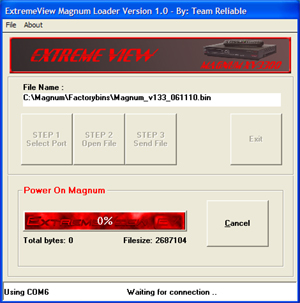 ExtremeView Magnum Loader Version 1.0 - By: Team Reliable
File About
EXTREME VIEW
File Name :
C:\Magnum\Factorybins\Magnum_v133_061110.bin
STEP 1
Select Port
STEP 2
Open File
STEP 3
Send File
Exit
Power On Magnum
0%
Total bytes: 0
Filesize: 2687104
Cancel
Using COM6
Waiting for connection ..